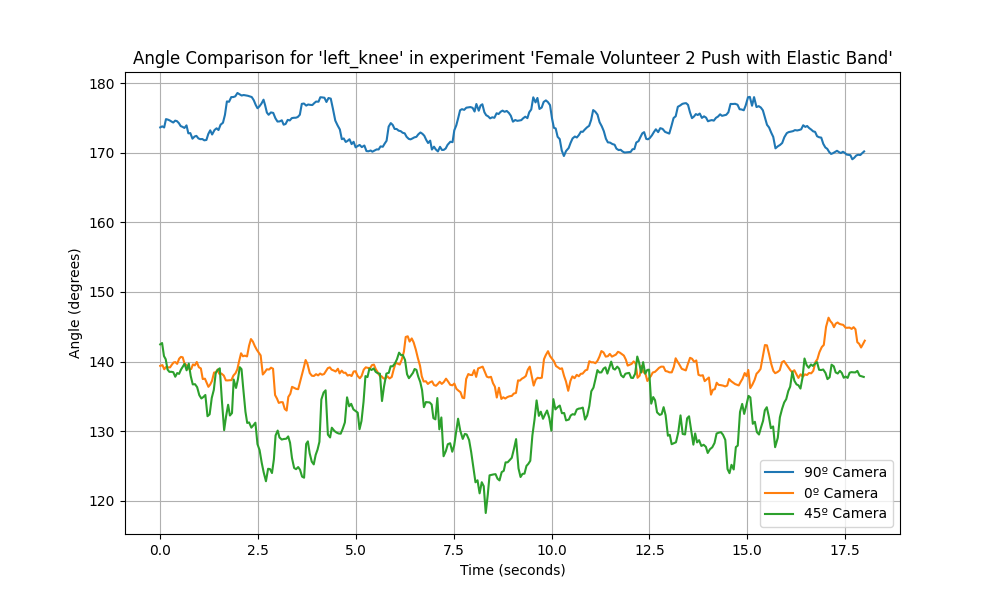 Angle Comparison for 'left_knee' in experiment 'Female Volunteer 2 Push with Elastic Band'
180
170
160
150
140
130
120
Angle (degrees)
90º Camera
0º Camera
45º Camera
0.0 2.5 5.0 7.5 10.0 12.5 15.0 17.5
Time (seconds)